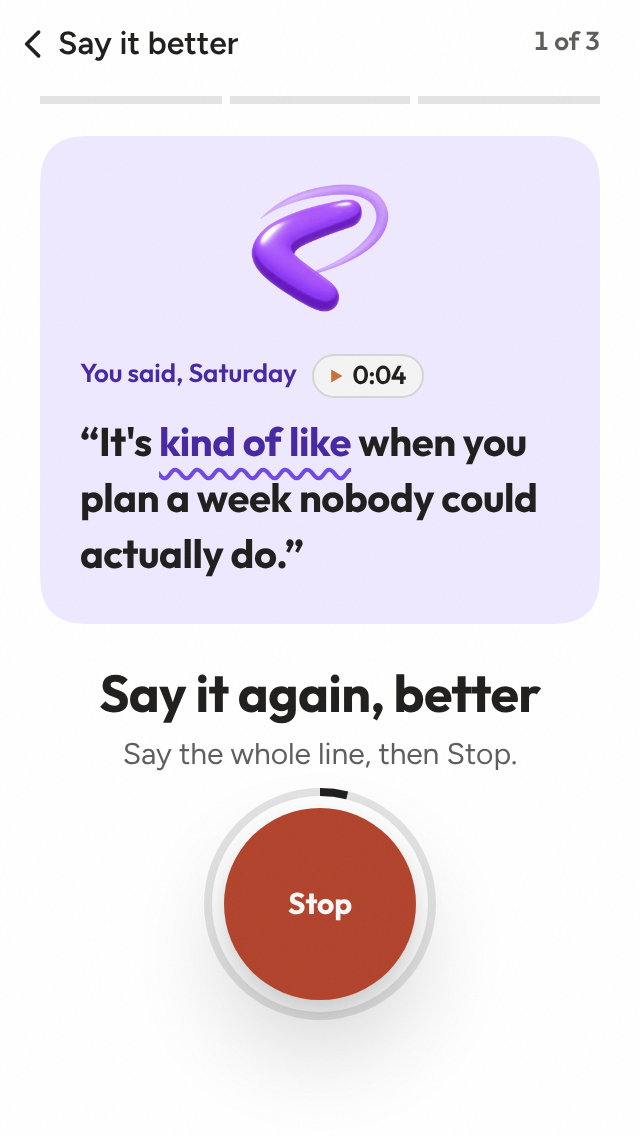 Say it better
1 of 3
You said, Saturday
0:04
“It's kind of like when you
plan a week nobody could
actually do.”
Say it again, better
Say the whole line, then Stop.
Stop